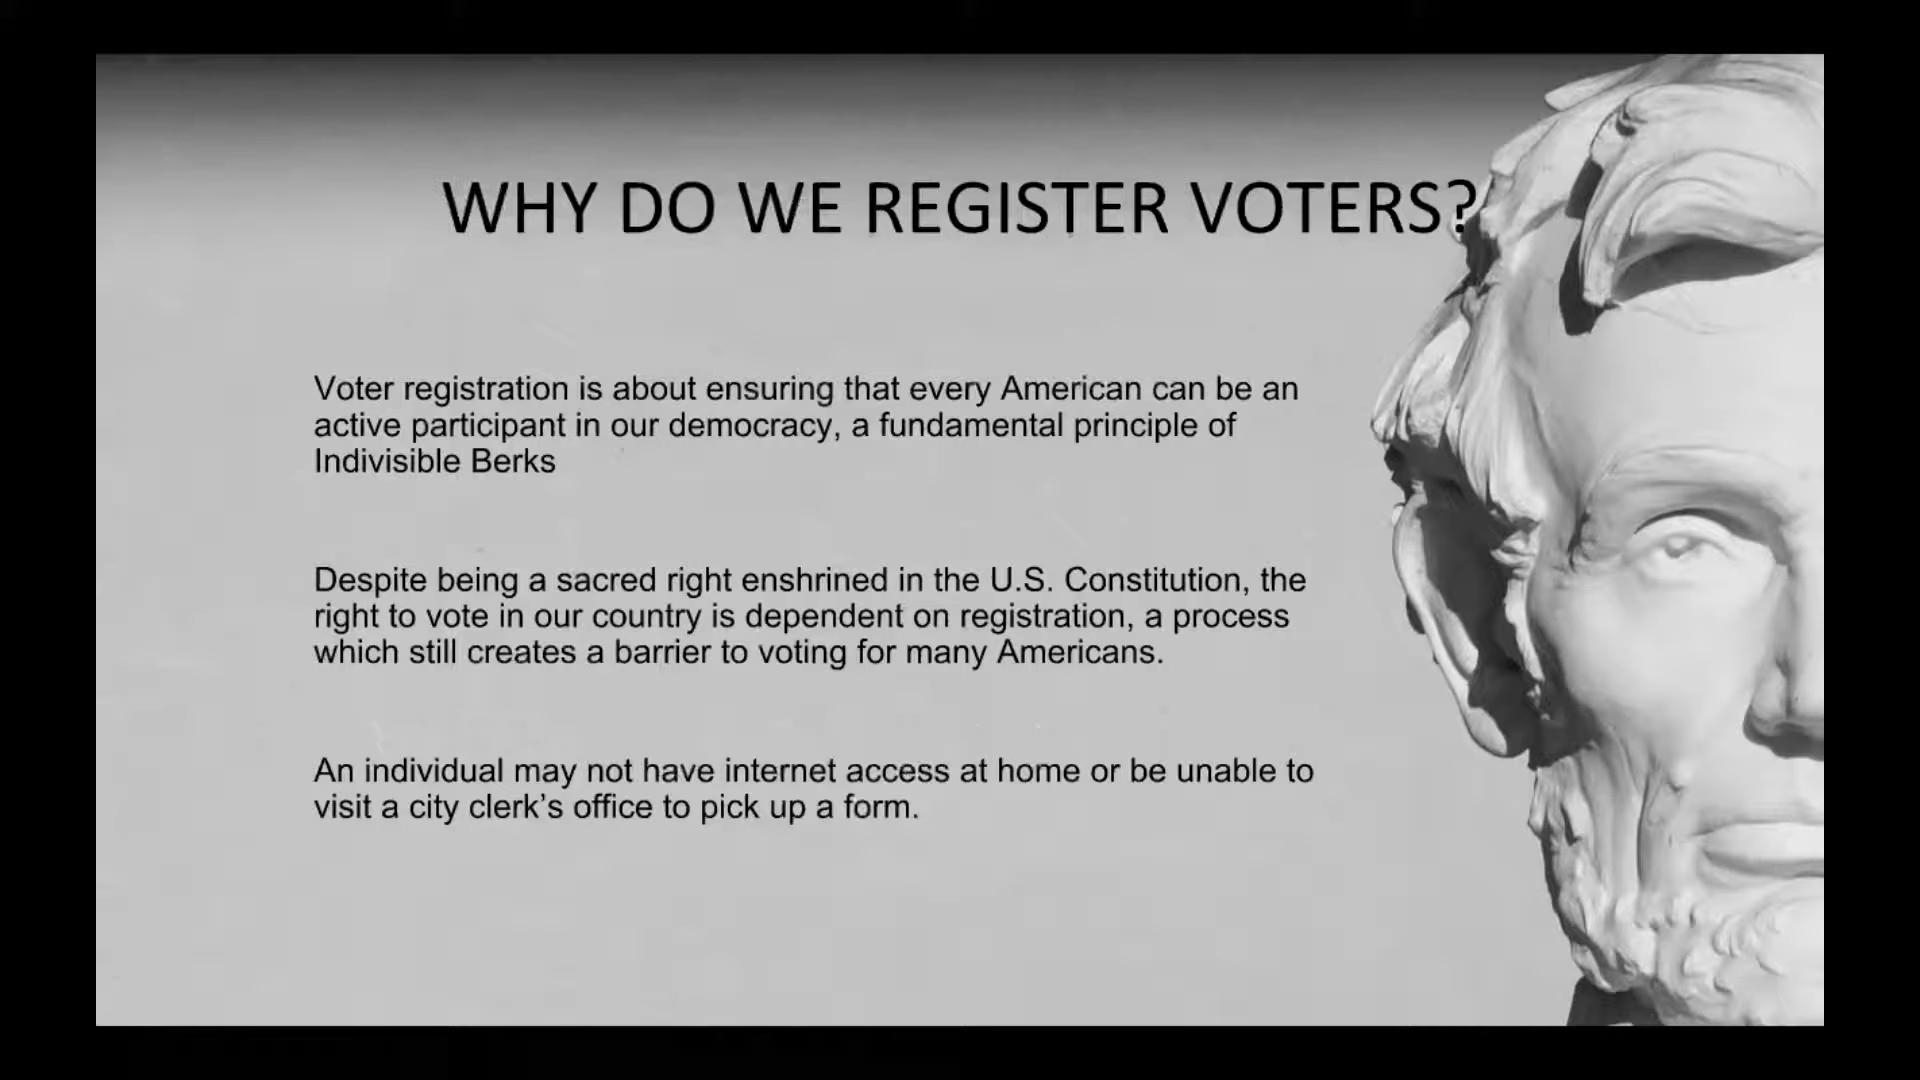 WHY DO WE REGISTER VOTERS?
Voter registration is about ensuring that every American can be an
active participant in our democracy, a fundamental principle of
Indivisible Berks
Despite being a sacred right enshrined in the U.S. Constitution, the
right to vote in our country is dependent on registration, a process
which still creates a barrier to voting for many Americans.
An individual may not have internet access at home or be unable to
visit a city clerk’s office to pick up a form.